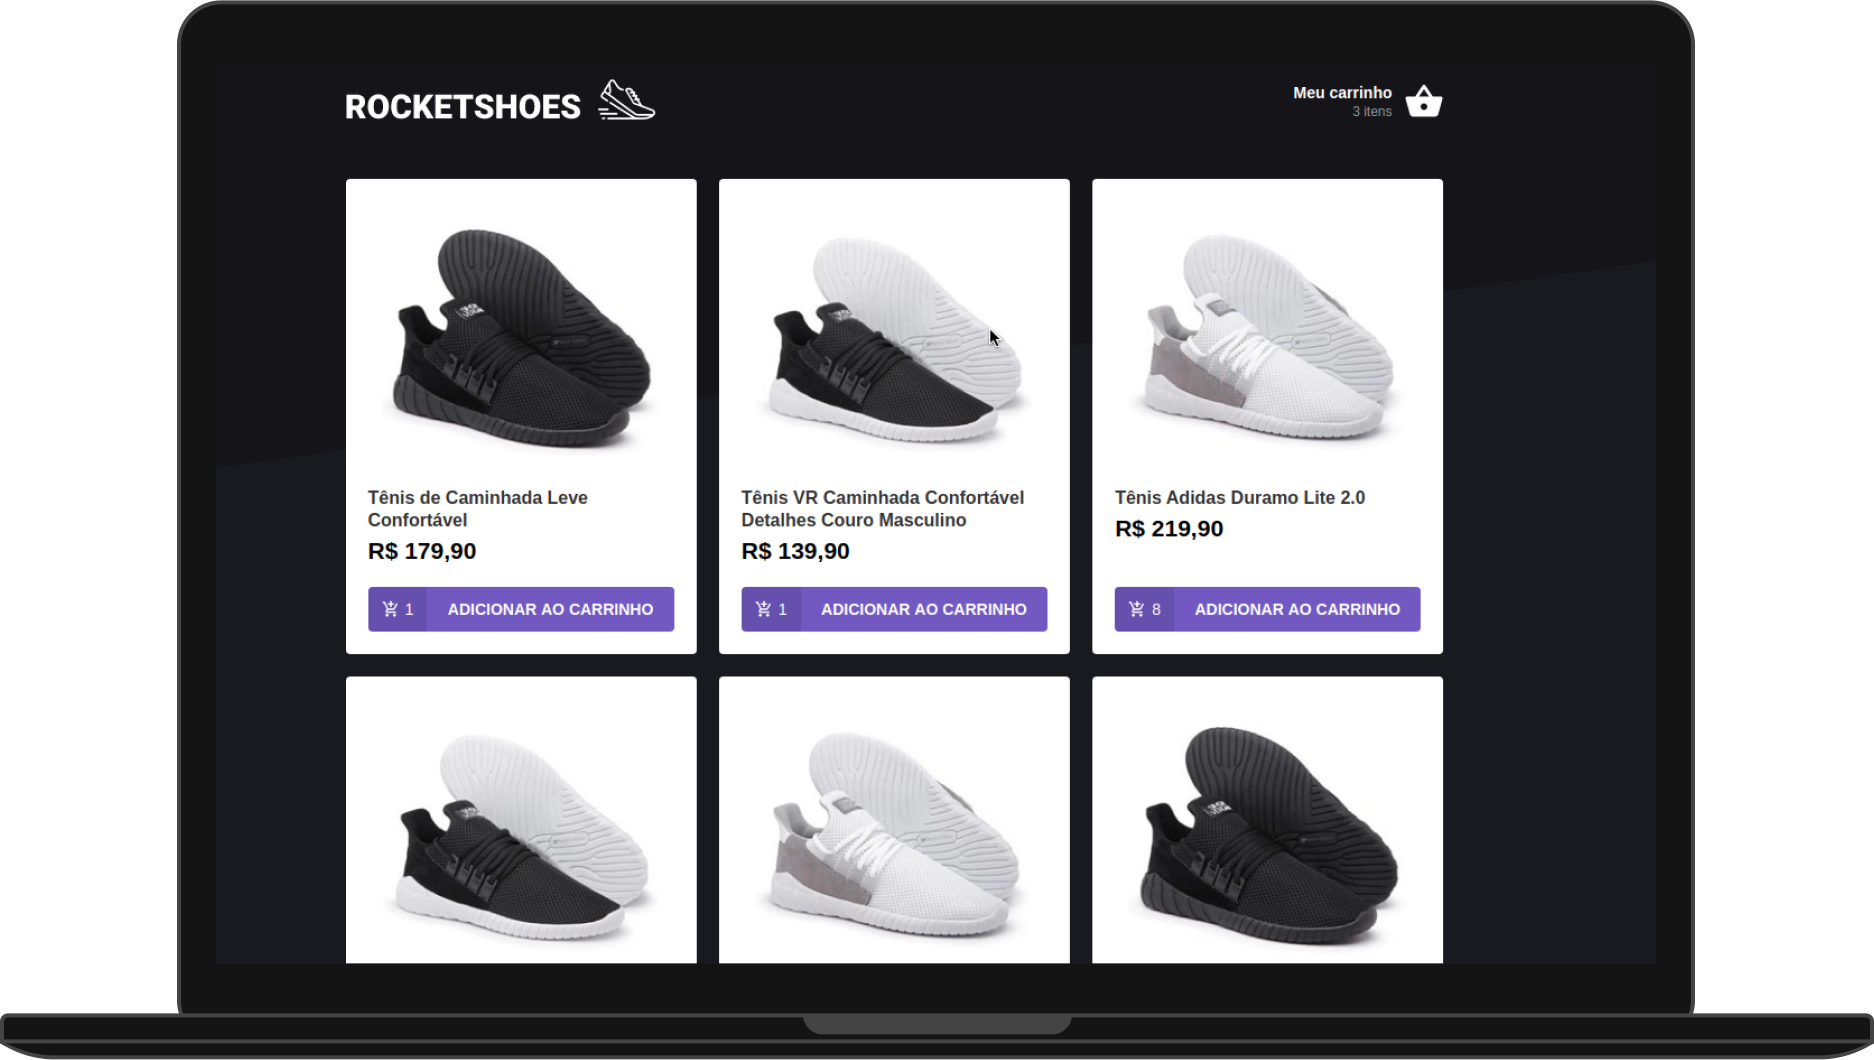 ROCKETSHOES
Meu carrinho
3 itens
Tênis de Caminhada Leve
Confortável
R$ 179,90
1 ADICIONAR AO CARRINHO
Tênis VR Caminhada Confortável
Detalhes Couro Masculino
R$ 139,90
1 ADICIONAR AO CARRINHO
Tênis Adidas Duramo Lite 2.0
R$ 219,90
8 ADICIONAR AO CARRINHO